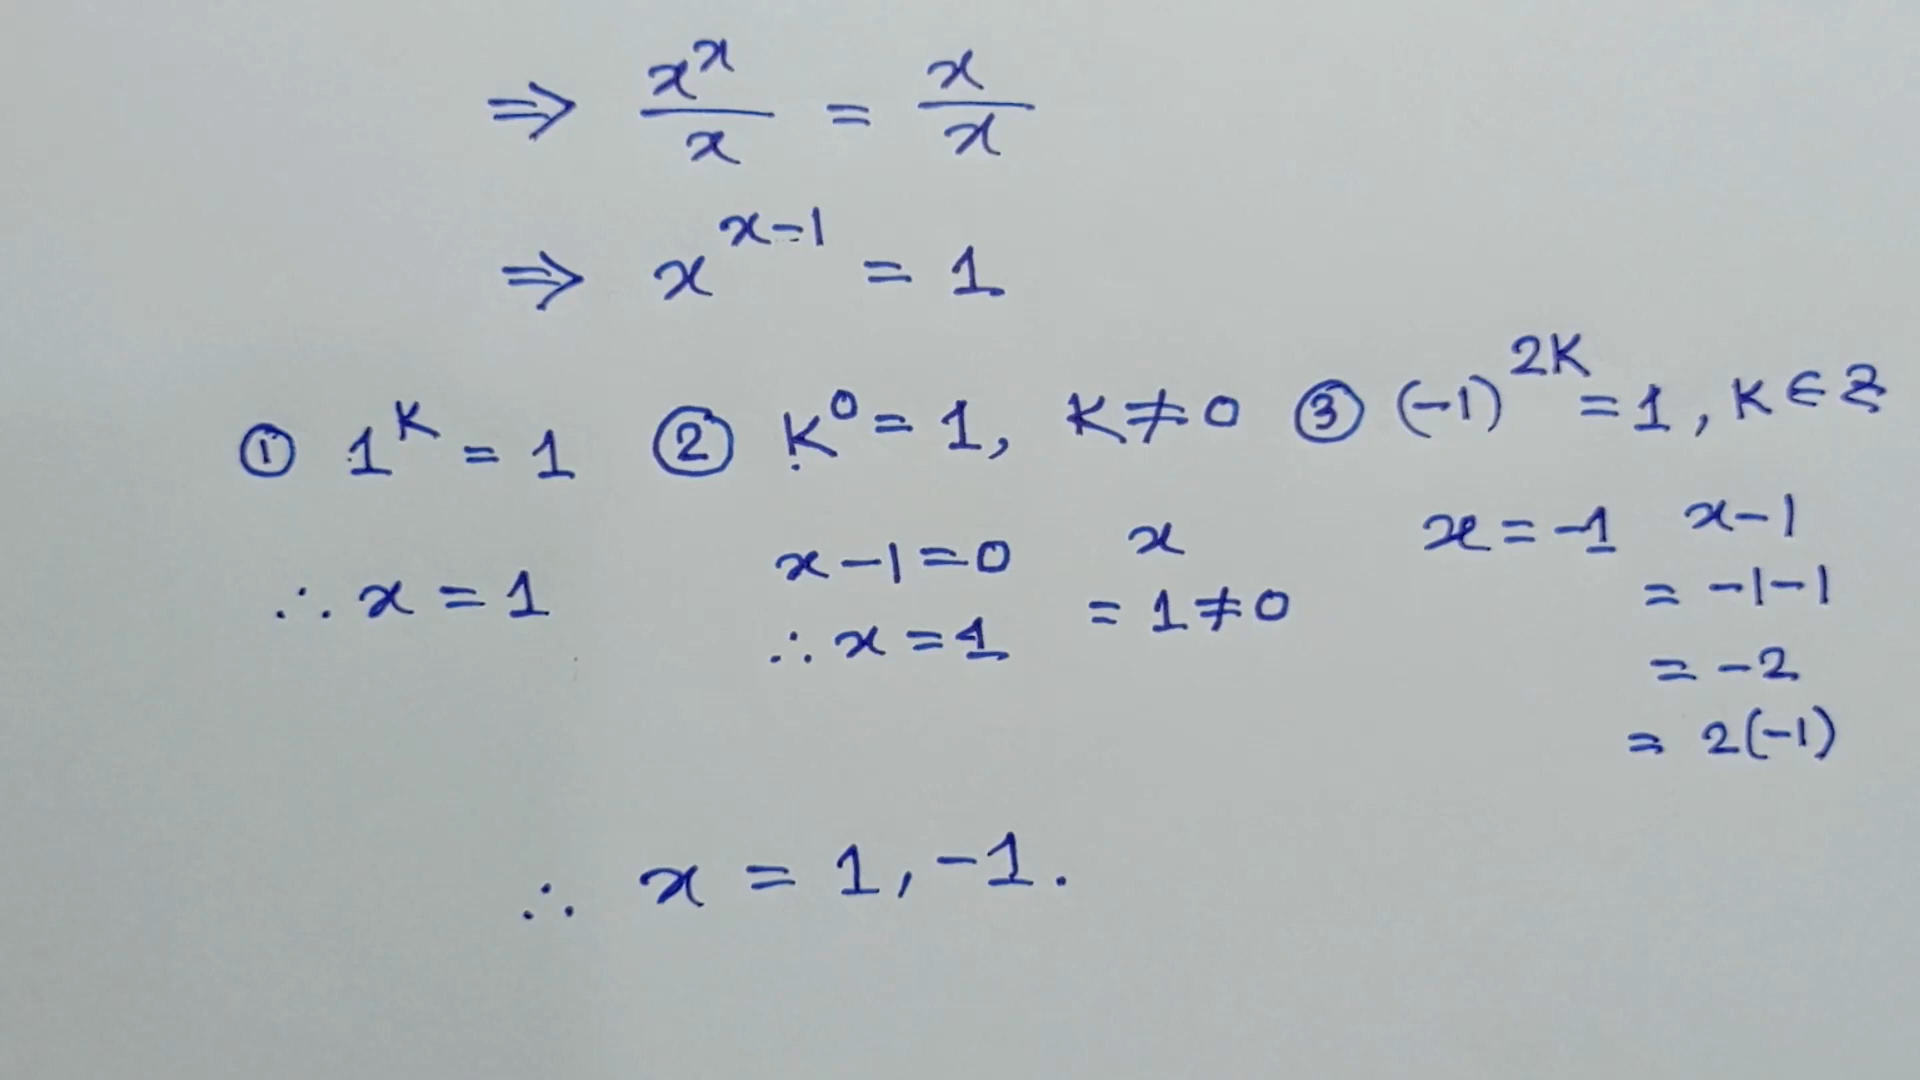 ⇒ x^x/x = x/x
⇒ x^(x-1) = 1
① 1^K = 1 ② K^0 = 1, K ≠ 0 ③ (-1)^(2K) = 1, K ∈ Z
∴ x = 1
x - 1 = 0
∴ x = 1
x
= 1 ≠ 0
x = -1
x - 1
= -1 - 1
= -2
= 2(-1)
∴ x = 1, -1.